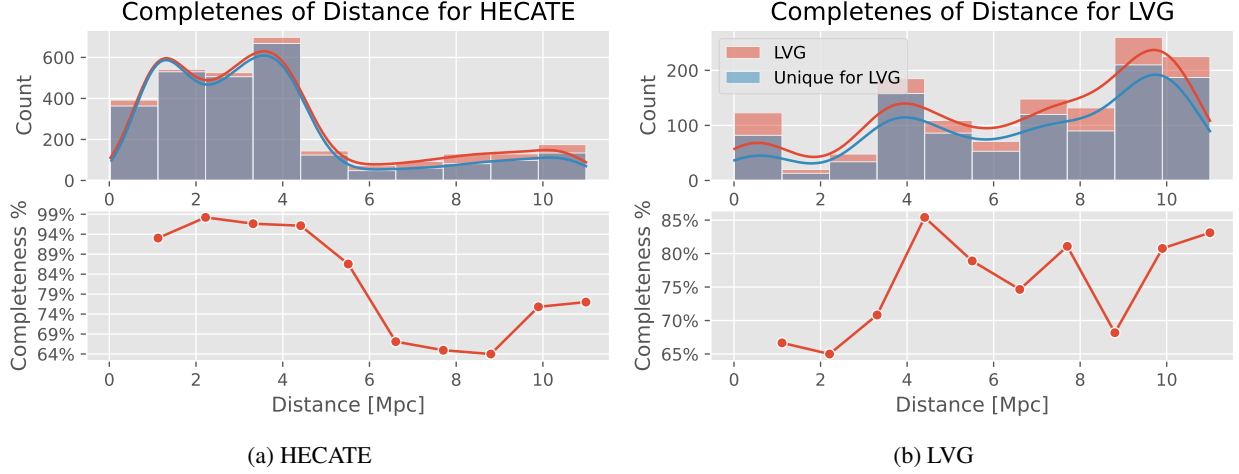 Completenes of Distance for HECATE
Count
600
400
200
0
0 2 4 6 8 10
Completeness %
99%
94%
89%
84%
79%
74%
69%
64%
0 2 4 6 8 10
Distance [Mpc]
(a) HECATE
Completenes of Distance for LVG
LVG
Unique for LVG
Count
200
100
0
0 2 4 6 8 10
Completeness %
85%
80%
75%
70%
65%
0 2 4 6 8 10
Distance [Mpc]
(b) LVG